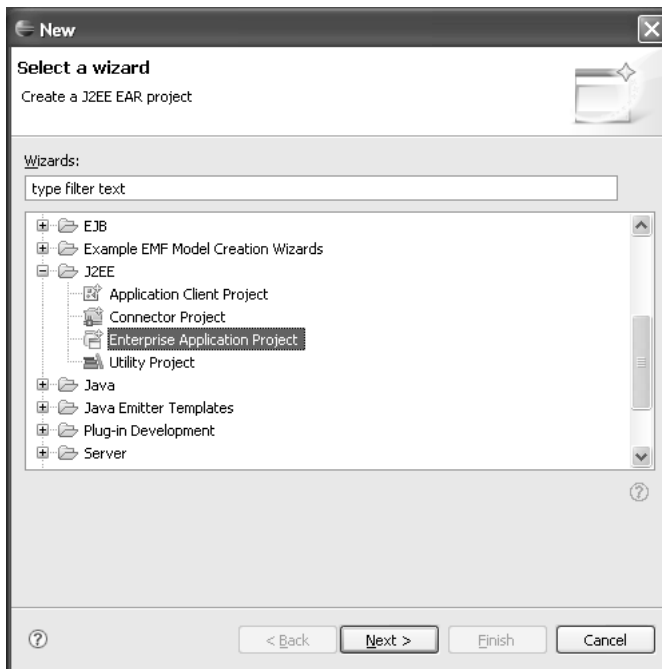 New
Select a wizard
Create a J2EE EAR project
Wizards:
type filter text
EJB
Example EMF Model Creation Wizards
J2EE
Application Client Project
Connector Project
Enterprise Application Project
Utility Project
Java
Java Emitter Templates
Plug-in Development
Server
< Back Next > Finish Cancel